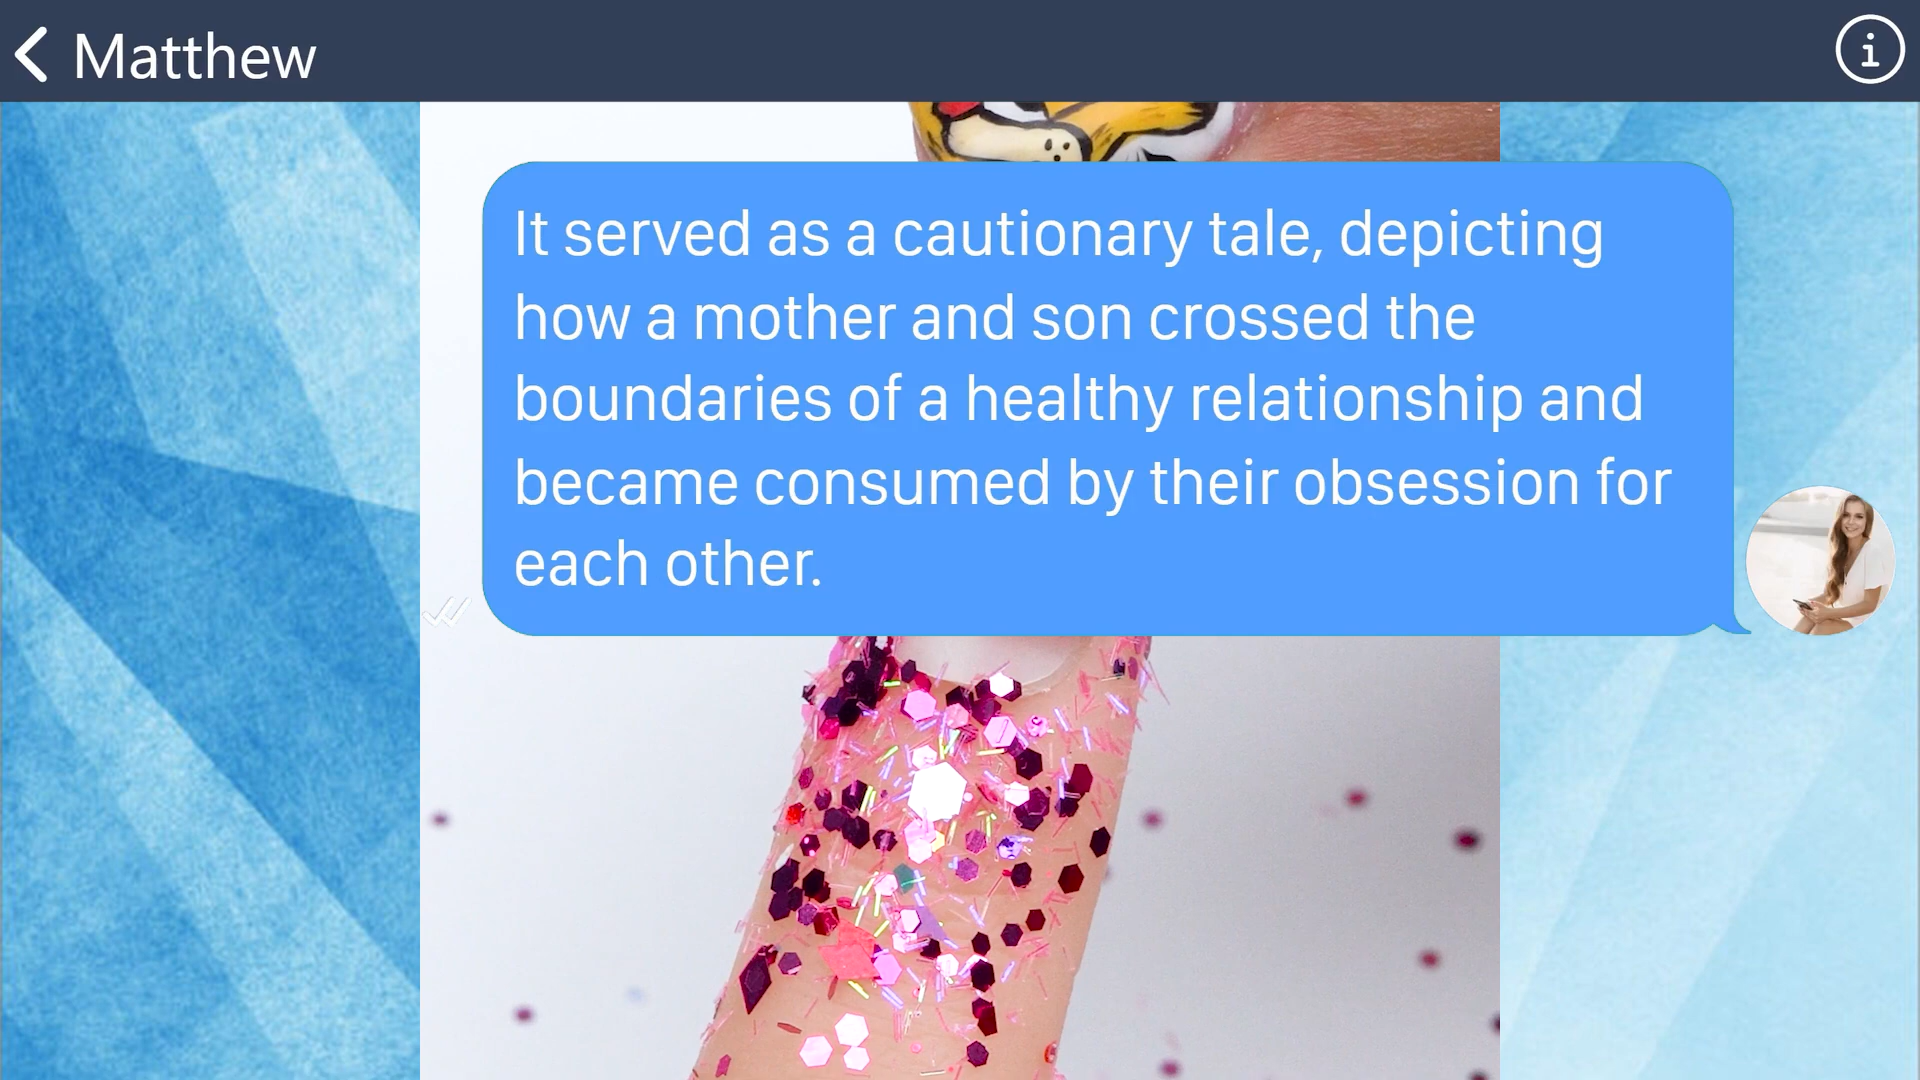 Matthew
It served as a cautionary tale, depicting
how a mother and son crossed the
boundaries of a healthy relationship and
became consumed by their obsession for
each other.